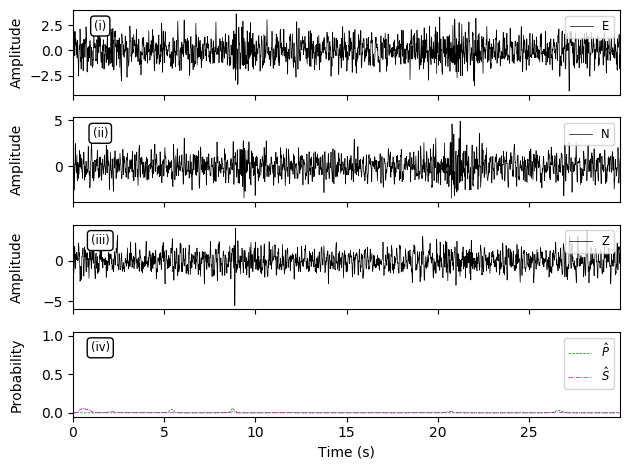 (i)
E
2.5
0.0
−2.5
Amplitude
(ii)
N
5
0
Amplitude
(iii)
Z
0
−5
Amplitude
(iv)
P̂
Ŝ
1.0
0.5
0.0
Probability
0 5 10 15 20 25
Time (s)